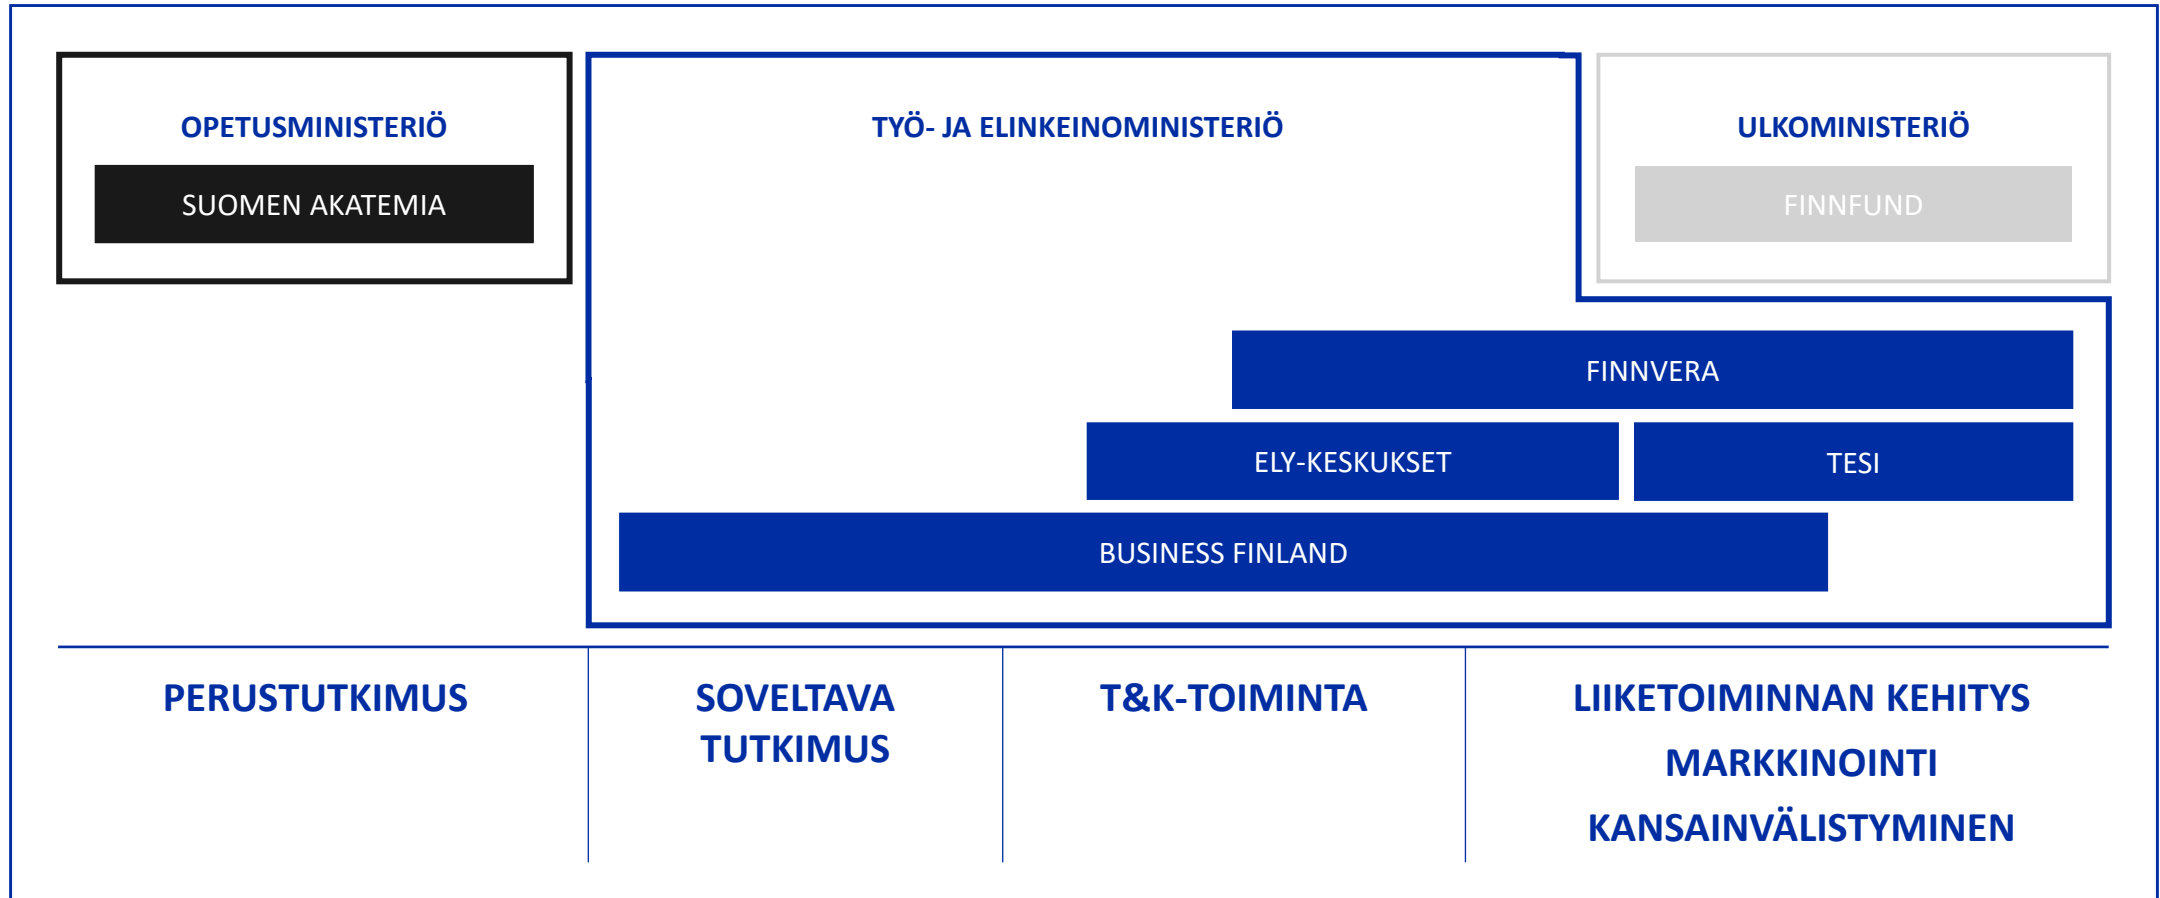 OPETUSMINISTERIÖ
SUOMEN AKATEMIA
TYÖ- JA ELINKEINOMINISTERIÖ
ULKOMINISTERIÖ
FINNFUND
FINNVERA
ELY-KESKUKSET
TESI
BUSINESS FINLAND
PERUSTUTKIMUS
SOVELTAVA
TUTKIMUS
T&K-TOIMINTA
LIIKETOIMINNAN KEHITYS
MARKKINOINTI
KANSAINVÄLISTYMINEN